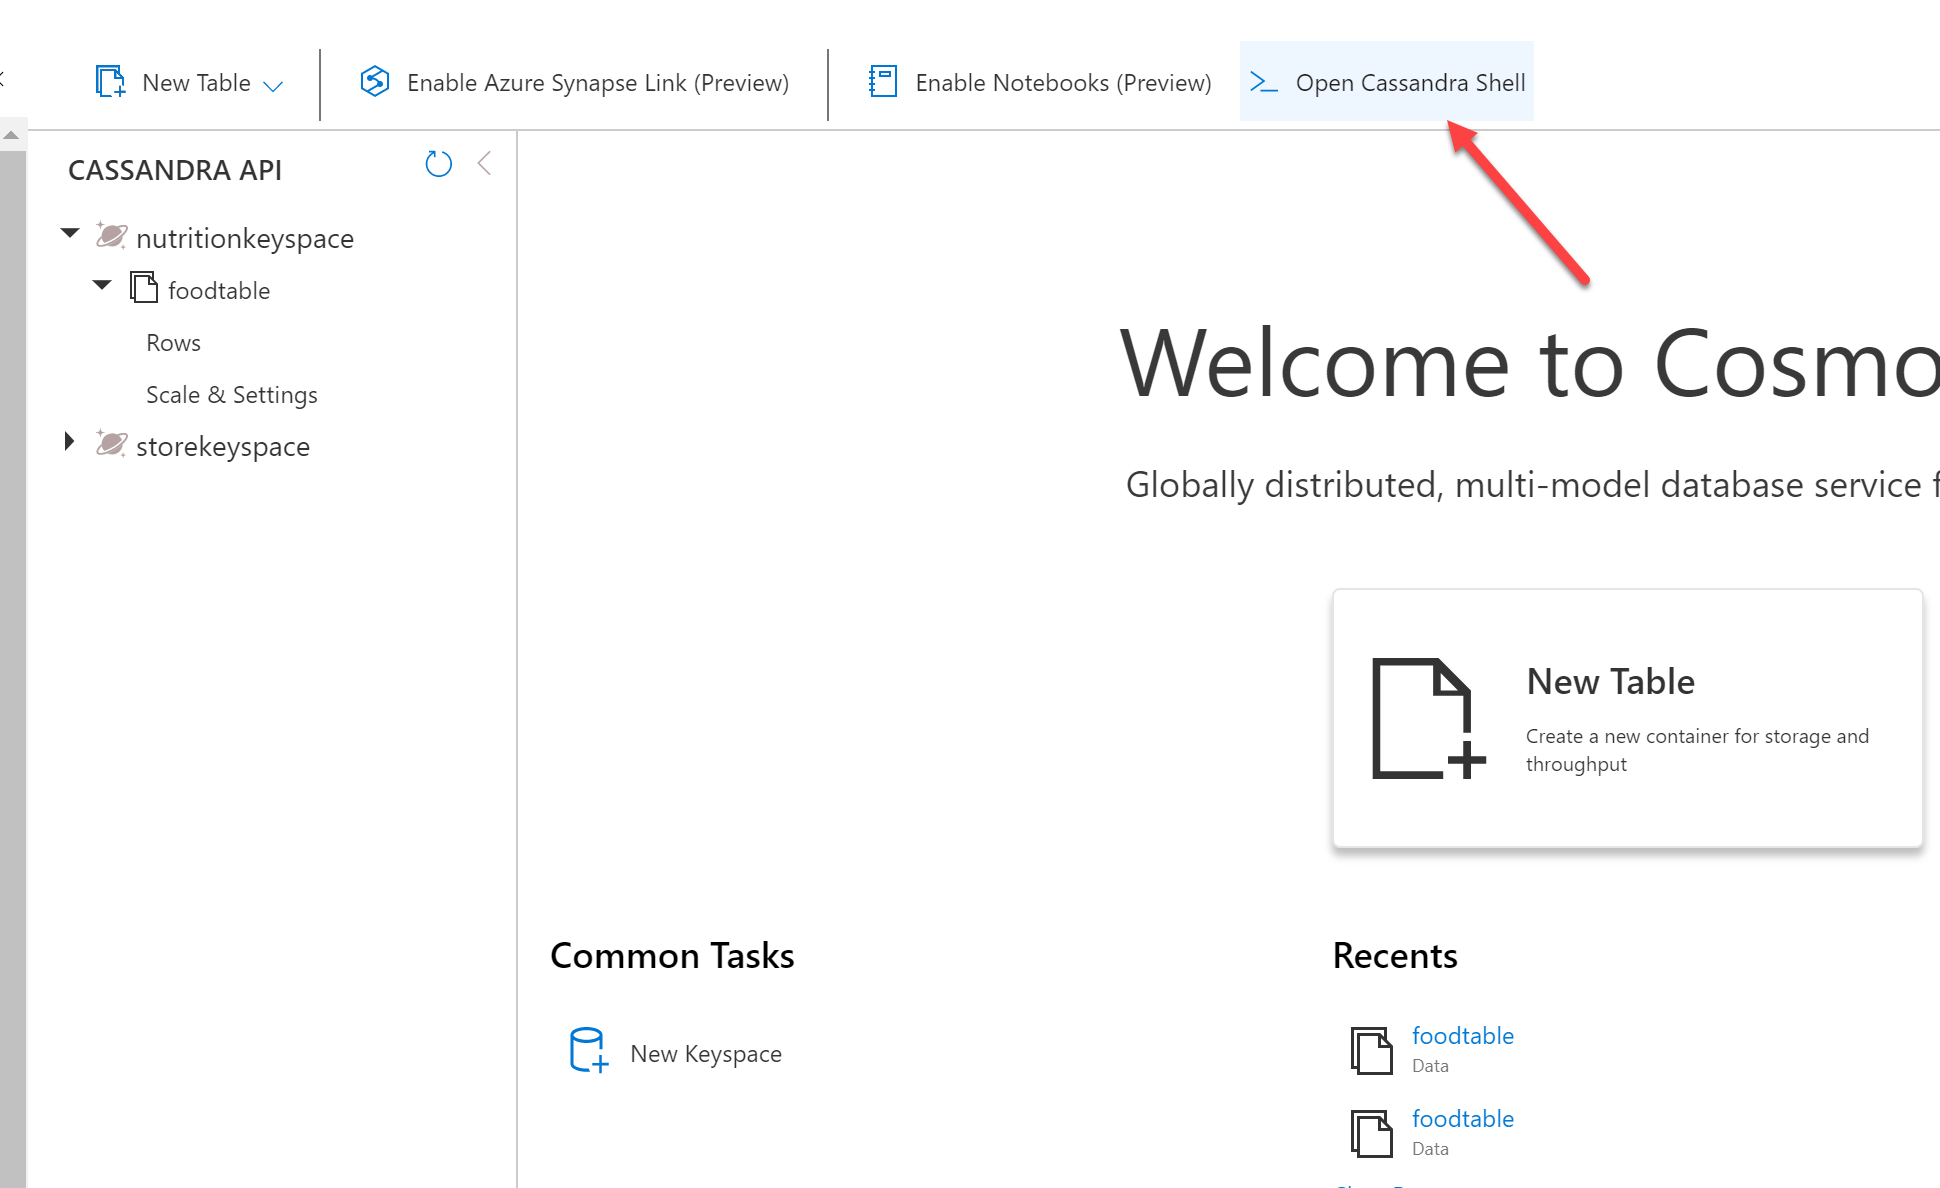 New Table
Enable Azure Synapse Link (Preview)
Enable Notebooks (Preview)
Open Cassandra Shell
CASSANDRA API
nutritionkeyspace
foodtable
Rows
Scale & Settings
storekeyspace
Welcome to Cosmo
Globally distributed, multi-model database service f
New Table
Create a new container for storage and
throughput
Common Tasks
New Keyspace
Recents
foodtable
Data
foodtable
Data